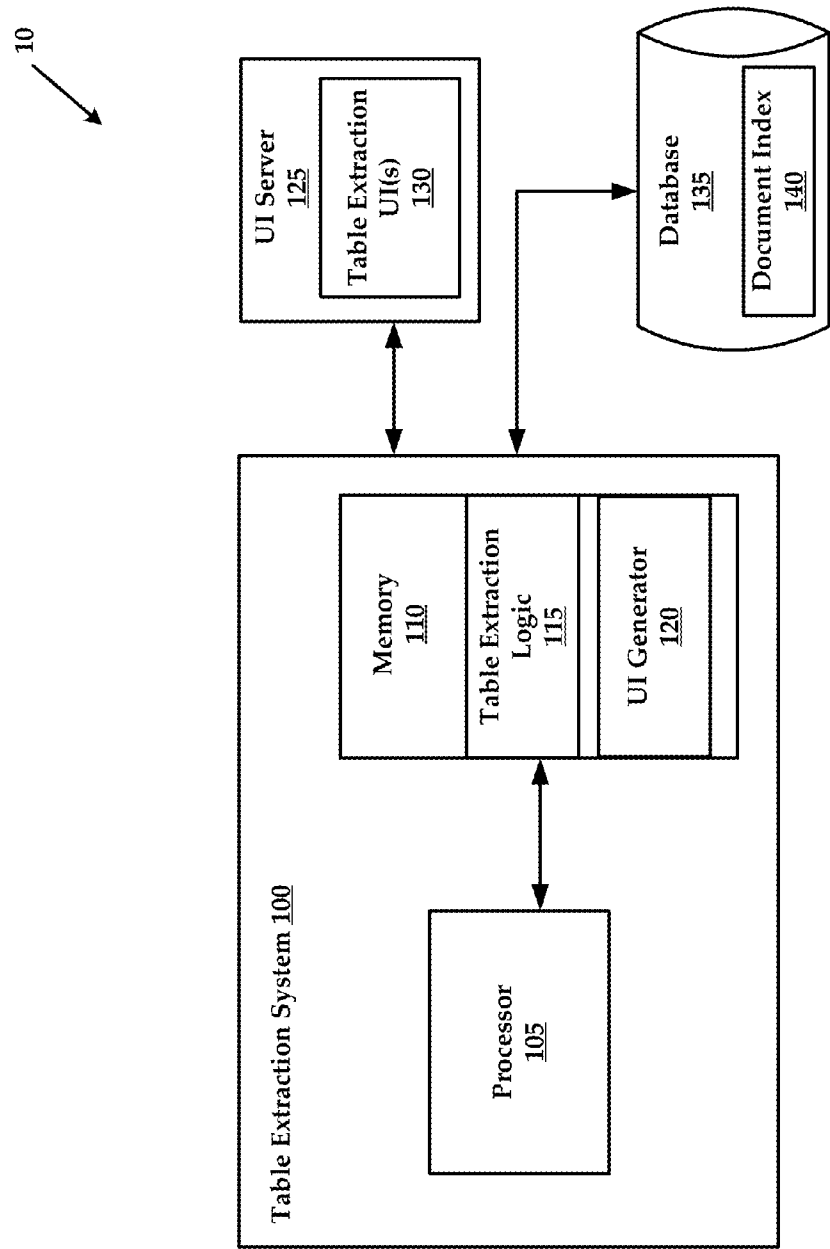 10
Table Extraction System 100
Processor
105
Memory
110
Table Extraction
Logic
115
UI Generator
120
UI Server
125
Table Extraction
UI(s)
130
Database
135
Document Index
140